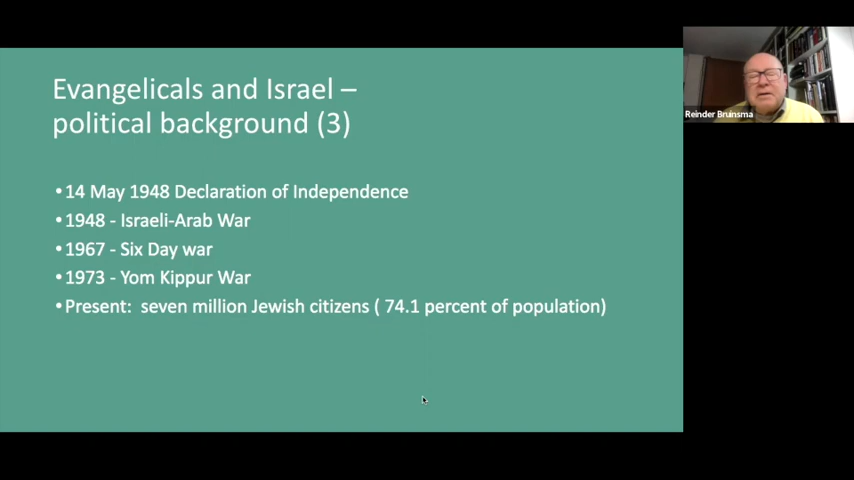 Evangelicals and Israel –
political background (3)
•14 May 1948 Declaration of Independence
•1948 - Israeli-Arab War
•1967 - Six Day war
•1973 - Yom Kippur War
•Present:  seven million Jewish citizens ( 74.1 percent of population)
Reinder Bruinsma